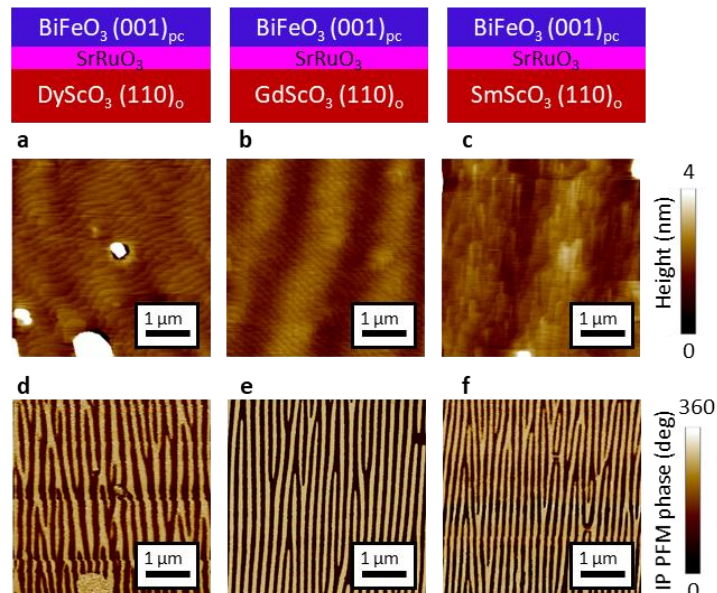 BiFeO₃ (001)pc BiFeO₃ (001)pc BiFeO₃ (001)pc
SrRuO₃ SrRuO₃ SrRuO₃
DyScO₃ (110)ₒ GdScO₃ (110)ₒ SmScO₃ (110)ₒ
a b c
4
Height (nm)
1 µm 1 µm 1 µm
0
d e f
360
IP PFM phase (deg)
1 µm 1 µm 1 µm
0